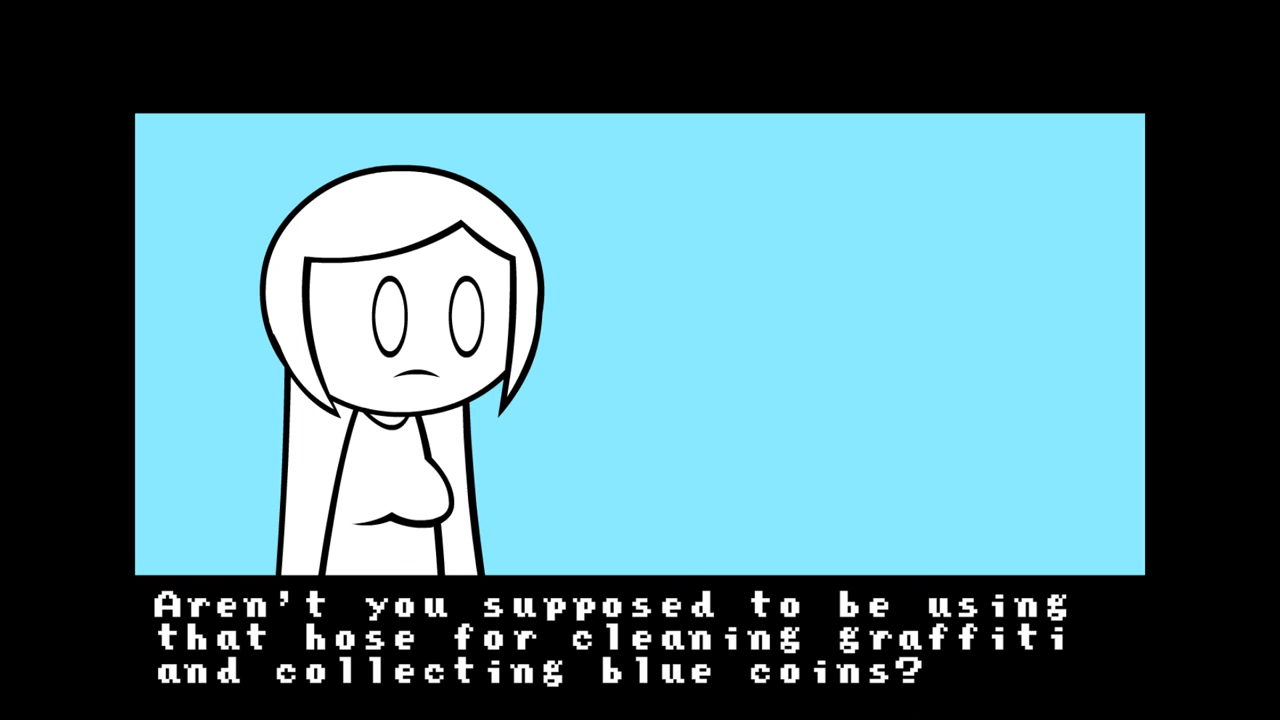 Aren't you supposed to be using
that hose for cleaning graffiti
and collecting blue coins?